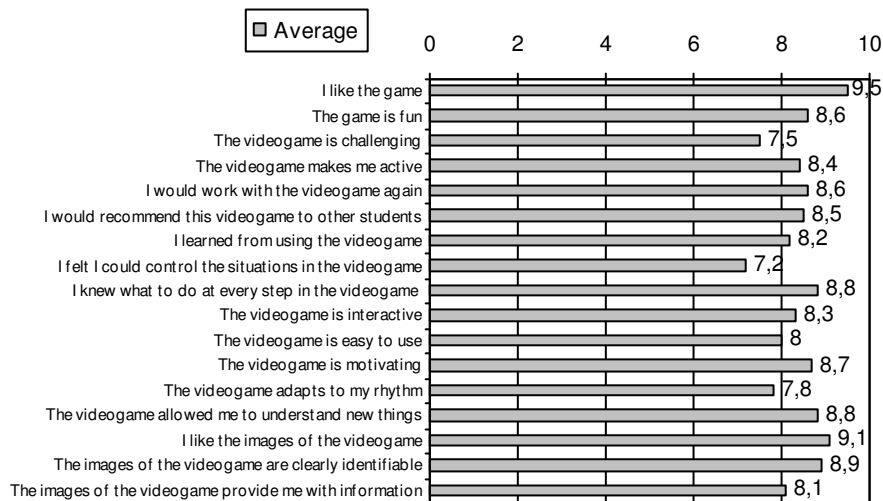 Average
0 2 4 6 8 10
I like the game 9,5
The game is fun 8,6
The videogame is challenging 7,5
The videogame makes me active 8,4
I would work with the videogame again 8,6
I would recommend this videogame to other students 8,5
I learned from using the videogame 8,2
I felt I could control the situations in the videogame 7,2
I knew what to do at every step in the videogame 8,8
The videogame is interactive 8,3
The videogame is easy to use 8
The videogame is motivating 8,7
The videogame adapts to my rhythm 7,8
The videogame allowed me to understand new things 8,8
I like the images of the videogame 9,1
The images of the videogame are clearly identifiable 8,9
The images of the videogame provide me with information 8,1